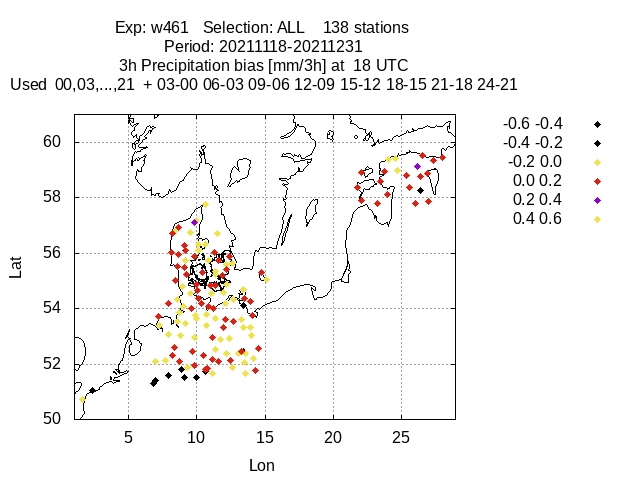 Exp: w461 Selection: ALL 138 stations
Period: 20211118-20211231
3h Precipitation bias [mm/3h] at 18 UTC
Used 00,03,...,21 + 03-00 06-03 09-06 12-09 15-12 18-15 21-18 24-21
-0.6 -0.4
-0.4 -0.2
-0.2 0.0
0.0 0.2
0.2 0.4
0.4 0.6
60
58
56
54
52
50
Lat
5 10 15 20 25
Lon